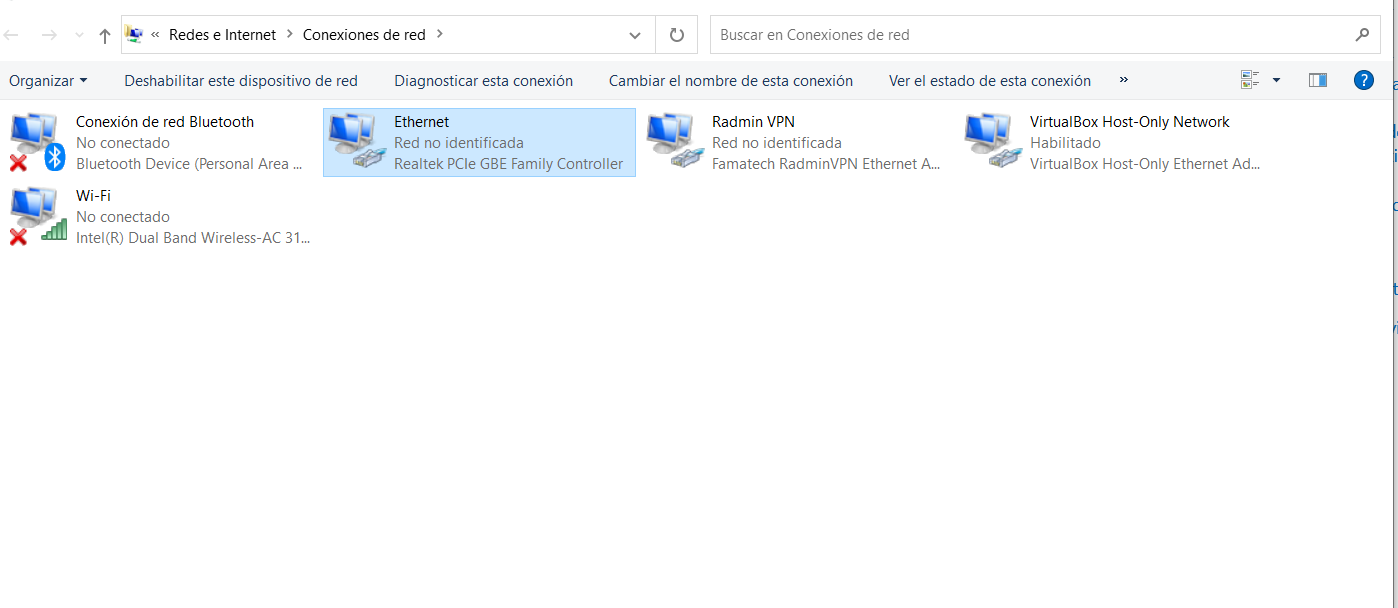 « Redes e Internet > Conexiones de red >
Buscar en Conexiones de red
Organizar Deshabilitar este dispositivo de red Diagnosticar esta conexión Cambiar el nombre de esta conexión Ver el estado de esta conexión » ?
Conexión de red Bluetooth
No conectado
Bluetooth Device (Personal Area ...
Ethernet
Red no identificada
Realtek PCIe GBE Family Controller
Radmin VPN
Red no identificada
Famatech RadminVPN Ethernet A...
VirtualBox Host-Only Network
Habilitado
VirtualBox Host-Only Ethernet Ad...
Wi-Fi
No conectado
Intel(R) Dual Band Wireless-AC 31...